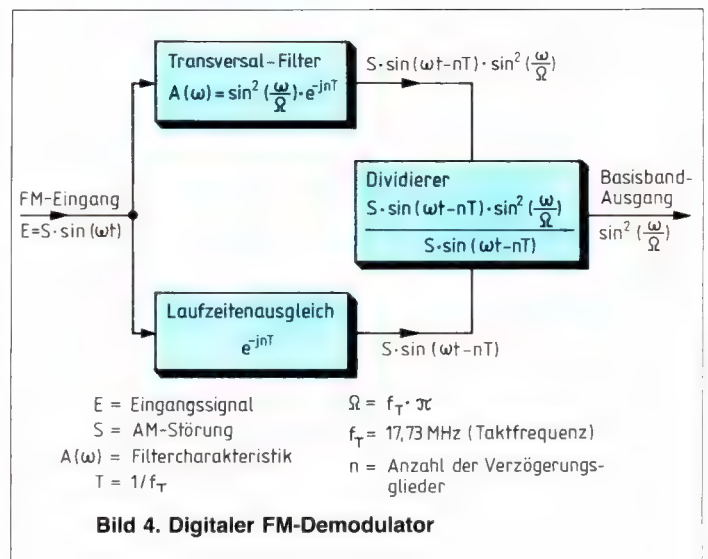 Transversal-Filter
A(ω) = sin² (ω/Ω)·e^-jnT
S·sin(ωt-nT)·sin² (ω/Ω)
FM-Eingang
E=S·sin(ωt)
Dividierer
S·sin(ωt-nT)·sin² (ω/Ω)
S·sin(ωt-nT)
Basisband-
Ausgang
sin² (ω/Ω)
Laufzeitenausgleich
e^-jnT
S·sin(ωt-nT)
E = Eingangssignal
S = AM-Störung
A(ω) = Filtercharakteristik
T = 1/f_T
Ω = f_T · π
f_T = 17,73 MHz (Taktfrequenz)
n = Anzahl der Verzögerungs-
glieder
Bild 4. Digitaler FM-Demodulator